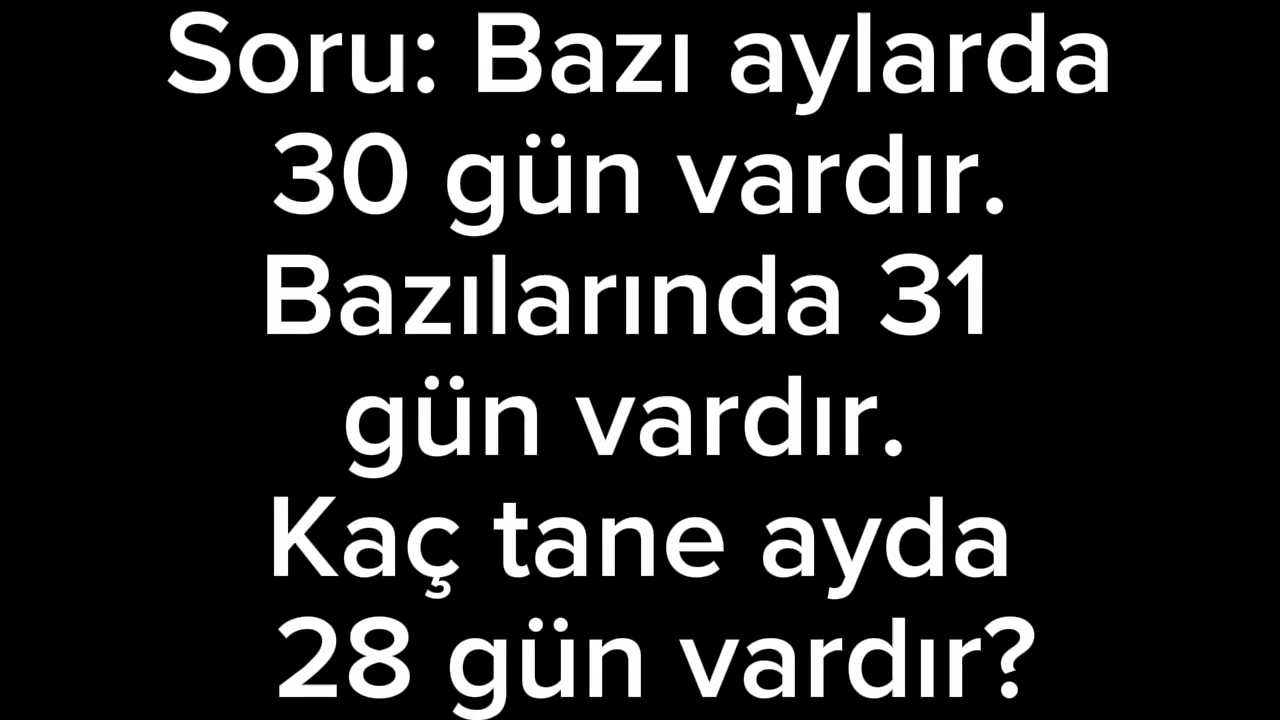 Soru: Bazı aylarda
30 gün vardır.
Bazılarında 31
gün vardır.
Kaç tane ayda
28 gün vardır?